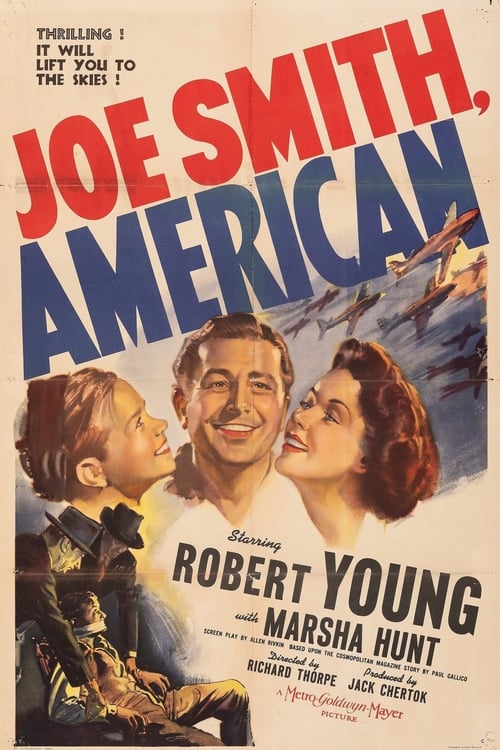 THRILLING!
IT WILL
LIFT YOU TO
THE SKIES!
JOE SMITH,
AMERICAN
Starring
ROBERT YOUNG
with MARSHA HUNT
SCREEN PLAY BY ALLEN RIVKIN BASED UPON THE COSMOPOLITAN MAGAZINE STORY BY PAUL GALLICO
Directed by
RICHARD THORPE
Produced by
JACK CHERTOK
A Metro-Goldwyn-Mayer
PICTURE